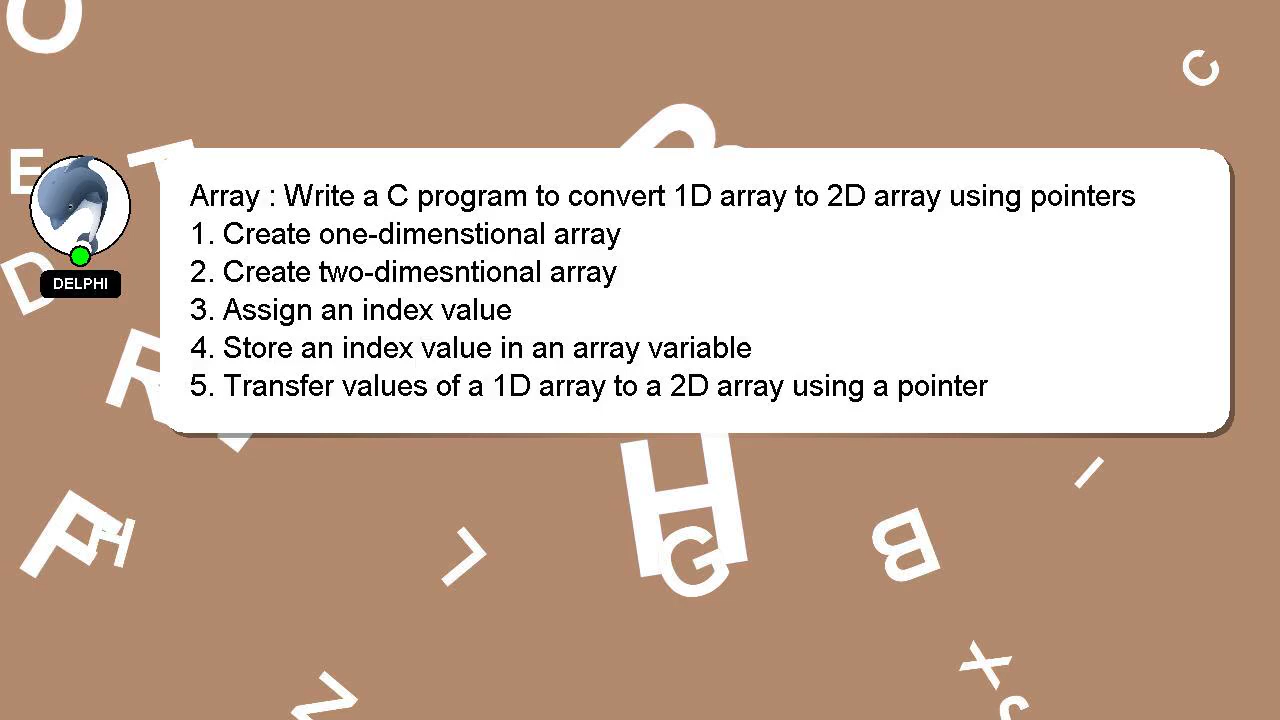 Array : Write a C program to convert 1D array to 2D array using pointers
1. Create one-dimenstional array
2. Create two-dimesntional array
3. Assign an index value
4. Store an index value in an array variable
5. Transfer values of a 1D array to a 2D array using a pointer
DELPHI
O
C
E
T
D
R
H
G
B
I
F
H
L
X
Z
J